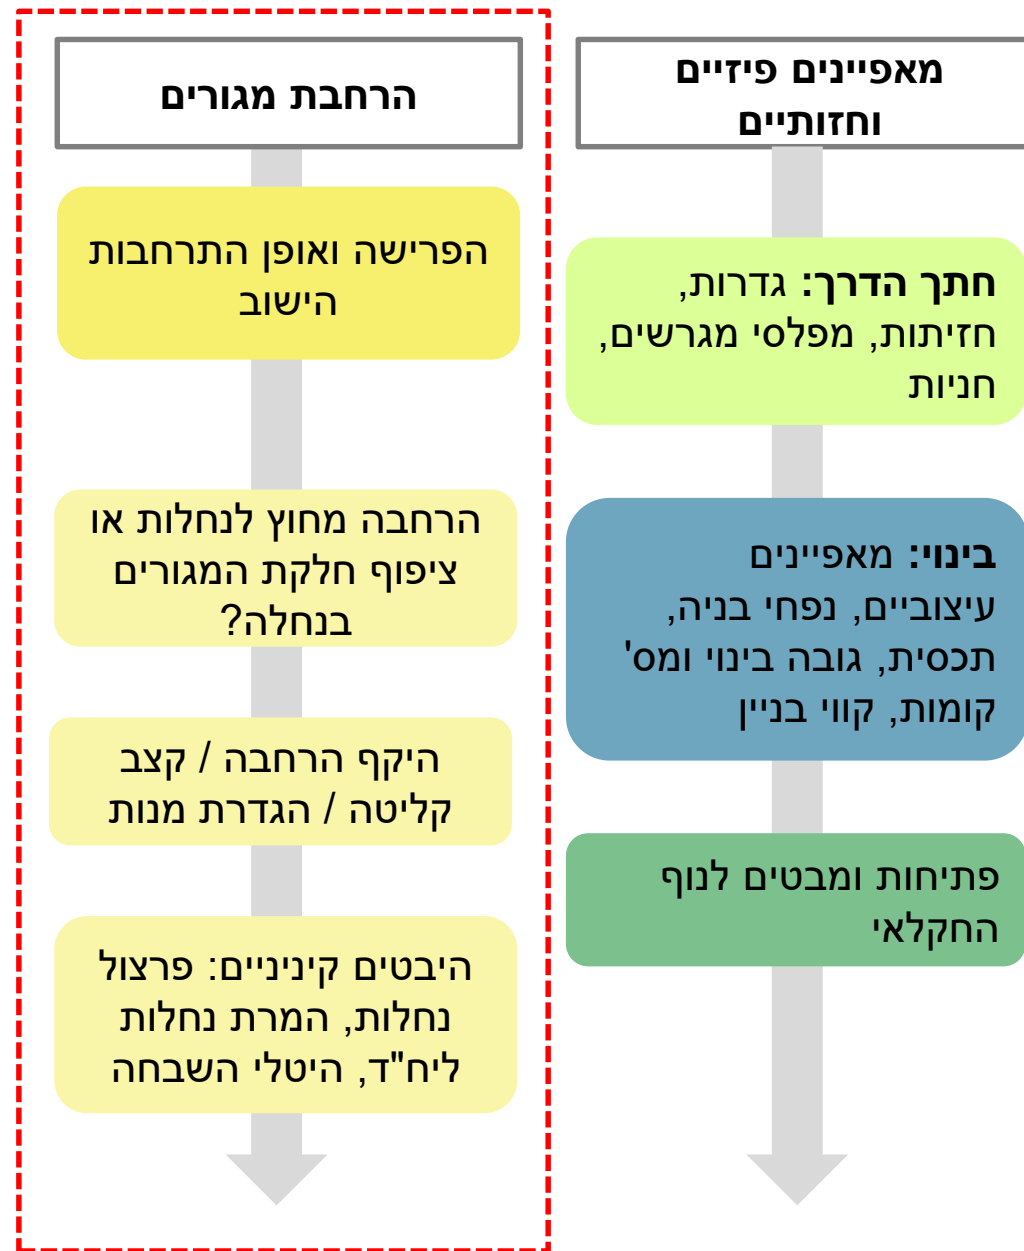 מאפיינים פיזיים
וחזותיים
חתך הדרך: גדרות,
חזיתות, מפלסי מגרשים,
חניות
בינוי: מאפיינים
עיצוביים, נפחי בניה,
תכסית, גובה בינוי ומס'
קומות, קווי בניין
פתיחות ומבטים לנוף
החקלאי
הרחבת מגורים
הפרישה ואופן התרחבות
הישוב
הרחבה מחוץ לנחלות או
ציפוף חלקת המגורים
בנחלה?
היקף הרחבה / קצב
קליטה / הגדרת מנות
היבטים קיניניים: פרצול
נחלות, המרת נחלות
ליח"ד, היטלי השבחה